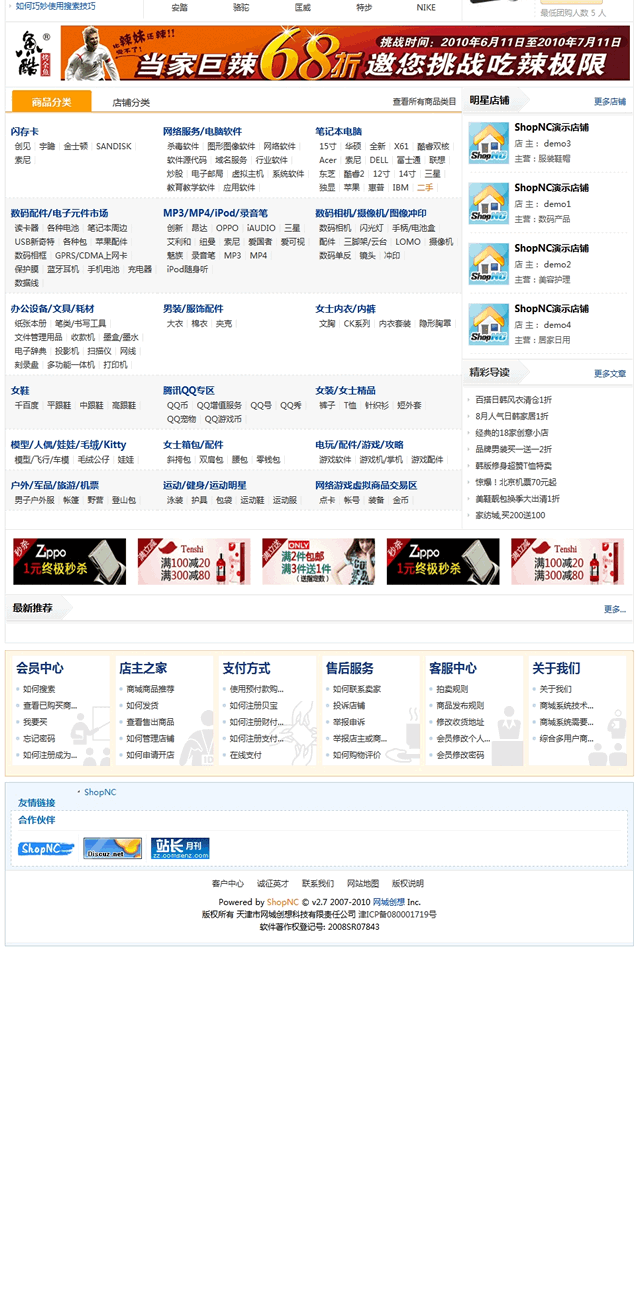 如何巧妙使用搜索技巧
安踏 骆驼 匡威 特步 NIKE
最低团购人数 5 人
鱼酷 ® 烤全鱼
辣妹 还辣!!
挑战时间：2010年6月11日至2010年7月11日
当家巨辣68折邀您挑战吃辣极限
商品分类 店铺分类 查看所有商品类目
闪存卡
创见 宇瞻 金士顿 SANDISK
索尼
网络服务/电脑软件
杀毒软件 图形图像软件 网络软件
软件源代码 域名服务 行业软件
炒股 电子邮局 虚拟主机 系统软件
教育教学软件 应用软件
笔记本电脑
15寸 华硕 全新 X61 酷睿双核
Acer 索尼 DELL 富士通 联想
东芝 酷睿2 12寸 14寸 三星
独显 苹果 惠普 IBM 二手
数码配件/电子元件市场
读卡器 各种电池 笔记本周边
USB新奇特 各种包 苹果配件
数码相框 GPRS/CDMA上网卡
保护膜 蓝牙耳机 手机电池 充电器
数据线
MP3/MP4/iPod/录音笔
创新 昂达 OPPO iAUDIO 三星
艾利和 纽曼 索尼 爱国者 爱可视
魅族 录音笔 MP3 MP4
iPod随身听
数码相机/摄像机/图像冲印
数码相机 闪光灯 手柄/电池盒
配件 三脚架/云台 LOMO 摄像机
数码单反 镜头 冲印
办公设备/文具/耗材
纸张本册 笔类/书写工具
文件管理用品 收款机 墨盒/墨水
电子辞典 投影机 扫描仪 网线
刻录盘 多功能一体机 打印机
男装/服饰配件
大衣 棉衣 夹克
女士内衣/内裤
文胸 CK系列 内衣套装 隐形胸罩
女鞋
千百度 平跟鞋 中跟鞋 高跟鞋
腾讯QQ专区
QQ币 QQ增值服务 QQ号 QQ秀
QQ宠物 QQ游戏币
女装/女士精品
裤子 T恤 针织衫 短外套
模型/人偶/娃娃/毛绒/Kitty
模型/飞行/车模 毛绒公仔 娃娃
女士箱包/配件
斜挎包 双肩包 腰包 零钱包
电玩/配件/游戏/攻略
游戏软件 游戏机/掌机 游戏配件
户外/军品/旅游/机票
男子户外服 帐篷 野营 登山包
运动/健身/运动明星
泳装 护具 包袋 运动鞋 运动服
网络游戏虚拟商品交易区
点卡 帐号 装备 金币
明星店铺 更多店铺
ShopNC
ShopNC演示店铺
店 主： demo3
主营：服装鞋帽
ShopNC
ShopNC演示店铺
店 主： demo1
主营：数码产品
ShopNC
ShopNC演示店铺
店 主： demo2
主营：美容护理
ShopNC
ShopNC演示店铺
店 主： demo4
主营：居家日用
精彩导读 更多文章
百搭日韩风衣清仓1折
8月人气日韩家居1折
经典的18家创意小店
品牌男装买一送一2折
韩版修身超赞T恤特卖
惊爆！北京机票70元起
美鞋靓包换季大出清1折
家纺城,买200送100
秒杀 Zippo
1元终极秒杀
满立减 Tenshi
满100减20
满300减80
满立送 ONLY
满2件包邮
满3件送1件
（送指定款）
秒杀 Zippo
1元终极秒杀
满立减 Tenshi
满100减20
满300减80
最新推荐 更多...
会员中心
如何搜索
查看已购买商...
我要买
忘记密码
如何注册成为...
店主之家
商城商品推荐
如何发货
查看售出商品
如何管理店铺
如何申请开店
支付方式
使用预付款购...
如何注册贝宝
如何注册财付...
如何注册支付...
在线支付
售后服务
如何联系卖家
投诉店铺
举报申诉
举报店主或商...
如何购物评价
客服中心
拍卖规则
商品发布规则
修改收货地址
会员修改个人...
会员修改密码
关于我们
关于我们
商城系统技术...
商城系统需要...
综合多用户商...
友情链接
ShopNC
合作伙伴
ShopNC
Discuz.net
站长 月刊
zz.comsenz.com
客户中心 诚征英才 联系我们 网站地图 版权说明
Powered by ShopNC © v2.7 2007-2010 网城创想 Inc.
版权所有 天津市网城创想科技有限责任公司 津ICP备080001719号
软件著作权登记号: 2008SR07843